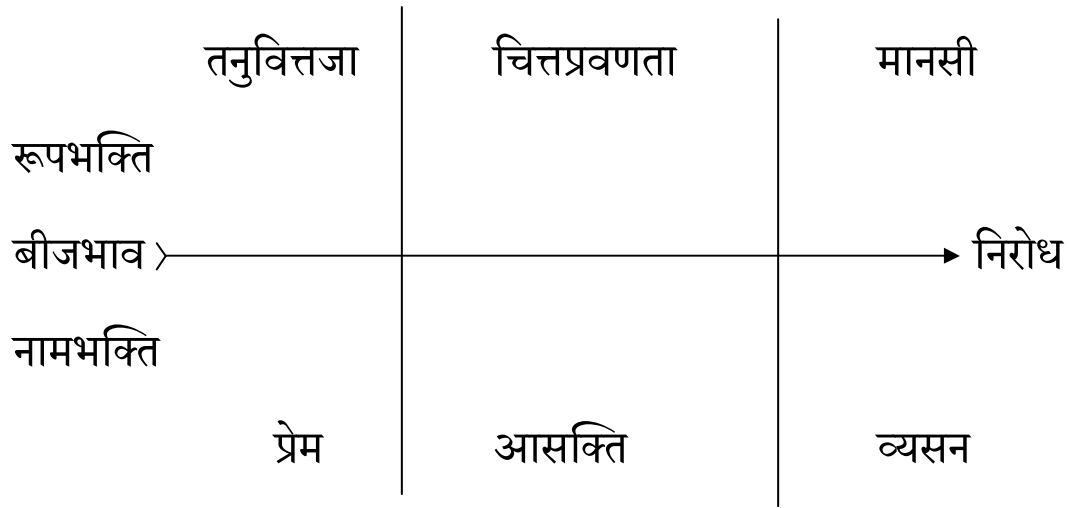 तनुवित्तजा चित्तप्रवणता मानसी
रूपभक्ति
बीजभाव निरोध
नामभक्ति
प्रेम आसक्ति व्यसन